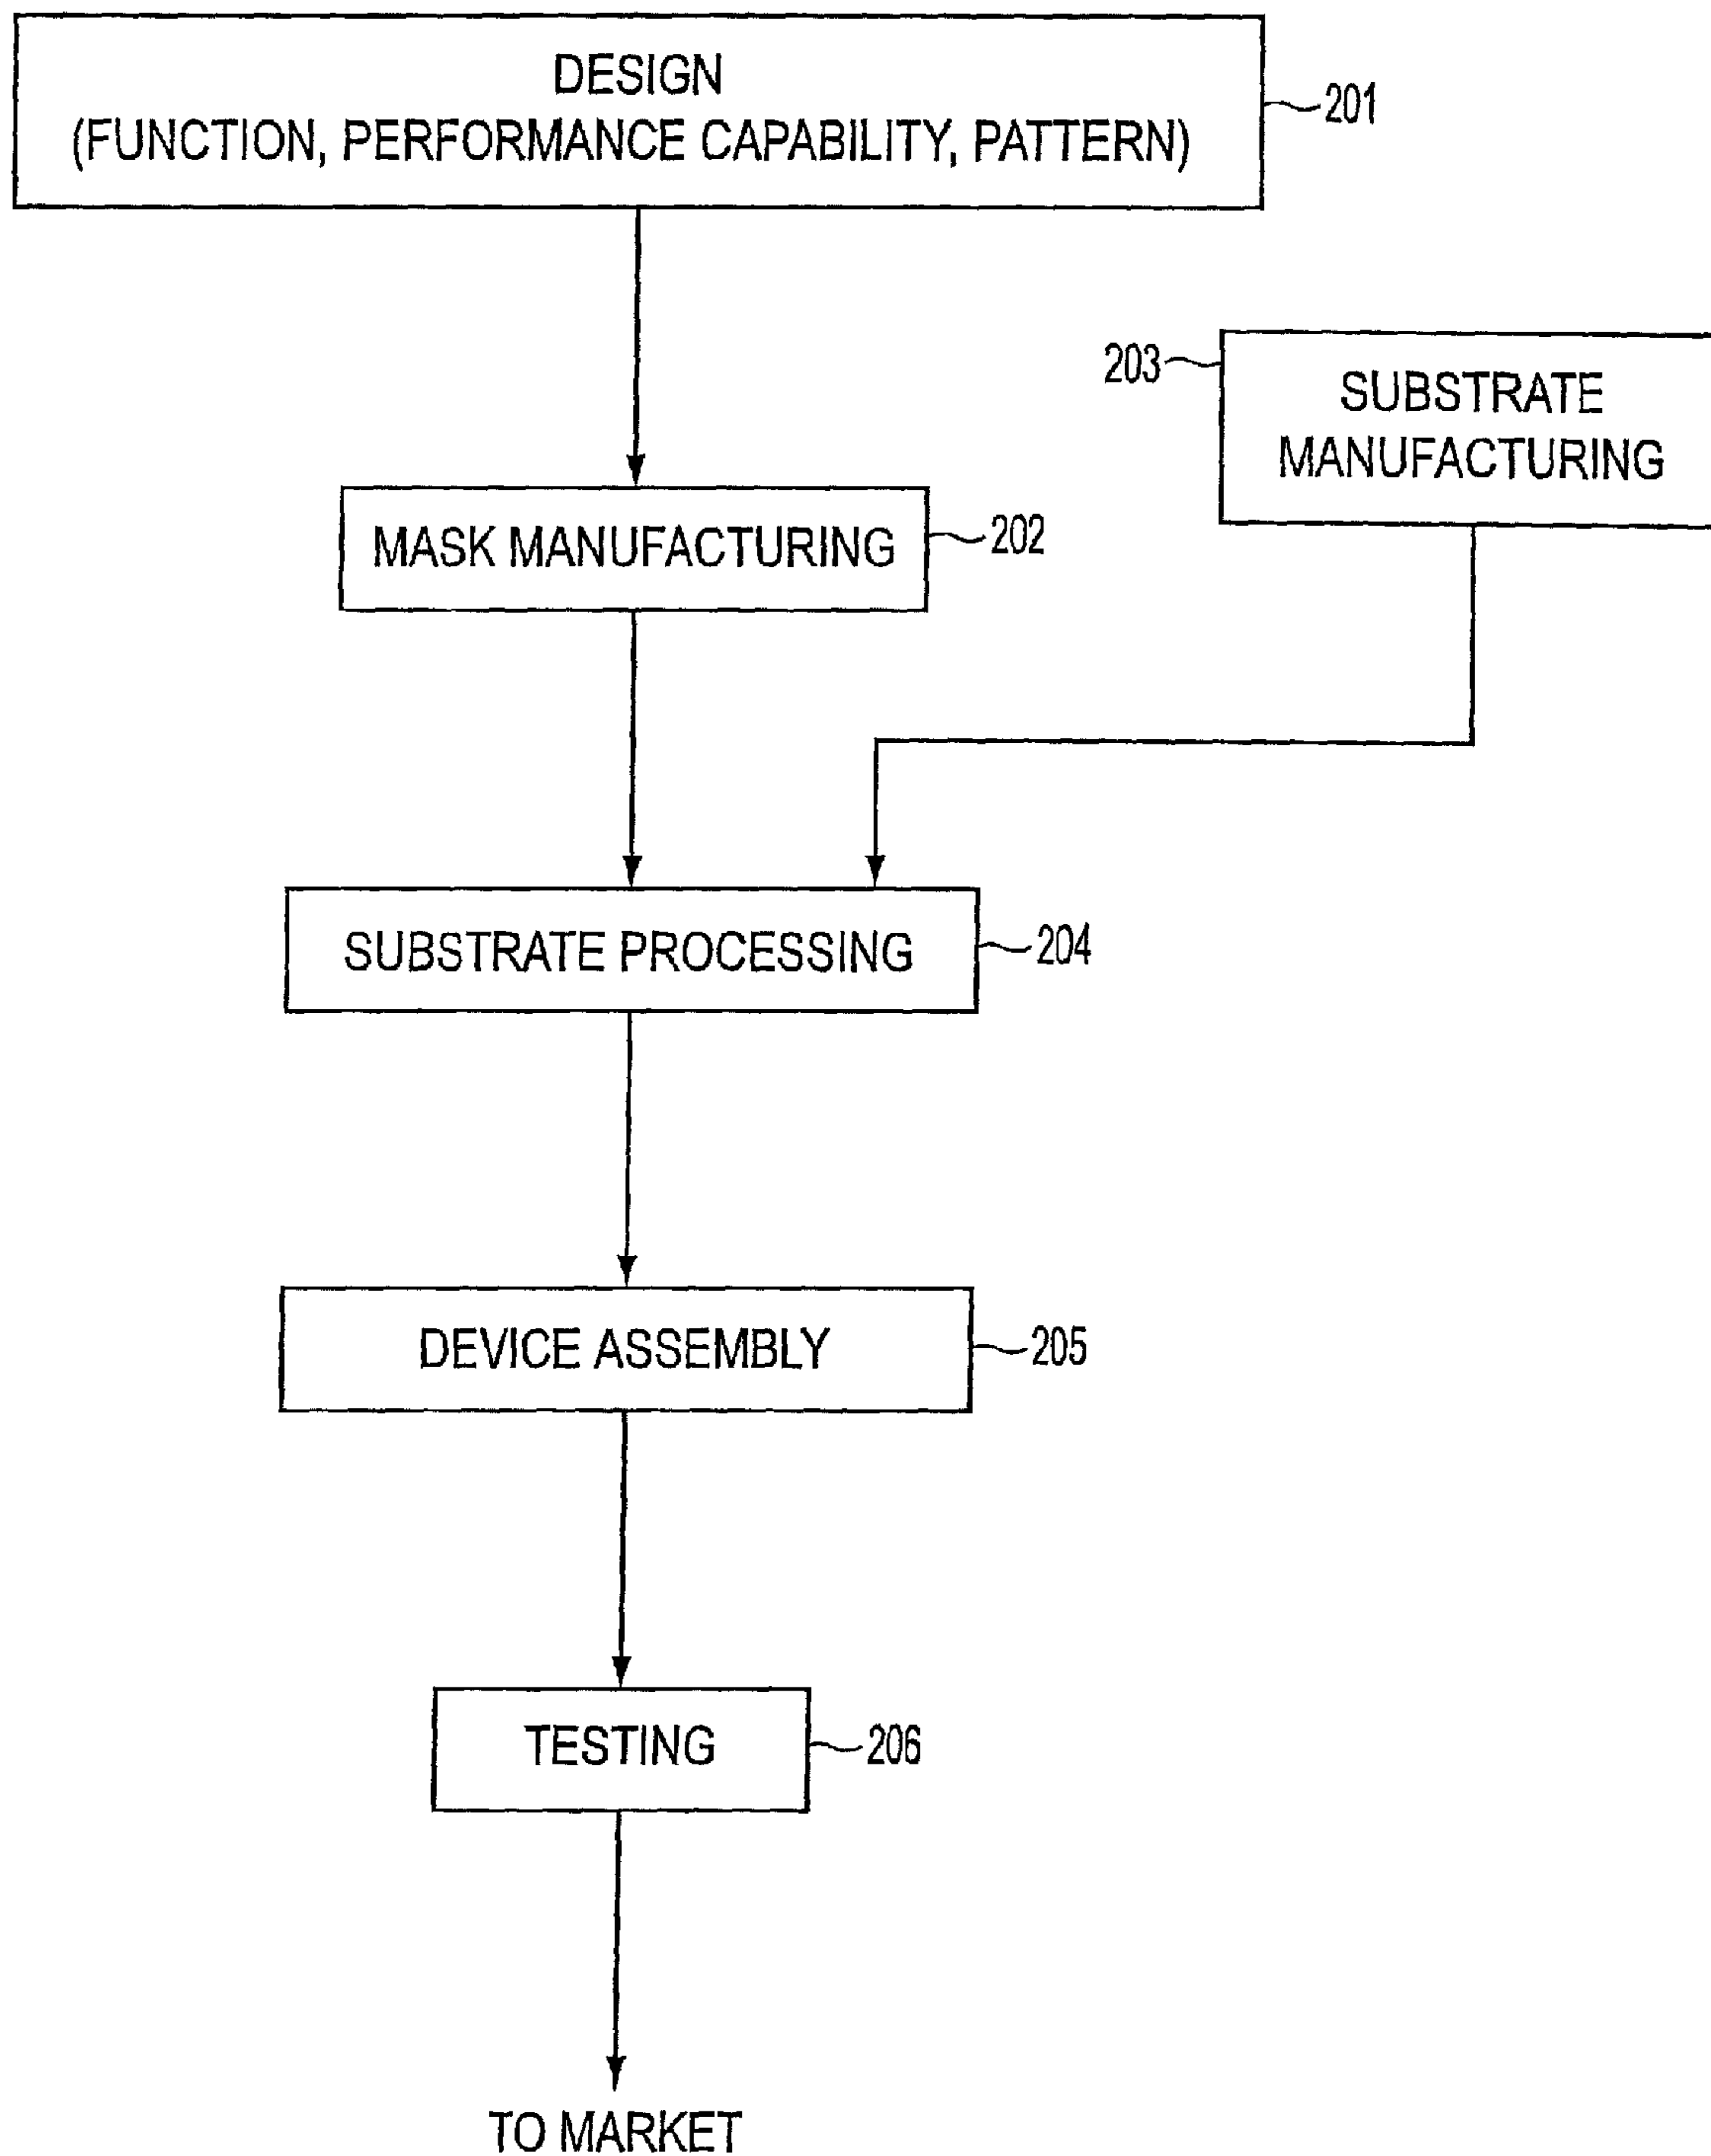 DESIGN
(FUNCTION, PERFORMANCE CAPABILITY, PATTERN)
201
203
SUBSTRATE
MANUFACTURING
MASK MANUFACTURING
202
SUBSTRATE PROCESSING
204
DEVICE ASSEMBLY
205
TESTING
206
TO MARKET